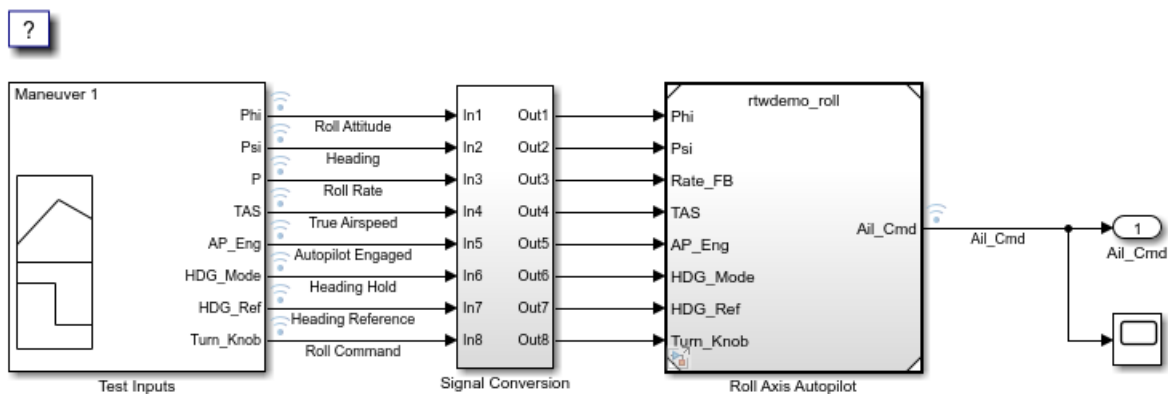 ?
Maneuver 1
rtwdemo_roll
Phi In1 Out1 Phi
Roll Attitude
Psi In2 Out2 Psi
Heading
P In3 Out3 Rate_FB
Roll Rate
TAS In4 Out4 TAS
True Airspeed
Ail_Cmd 1
Ail_Cmd
AP_Eng In5 Out5 AP_Eng
Ail_Cmd
Autopilot Engaged
HDG_Mode In6 Out6 HDG_Mode
Heading Hold
HDG_Ref In7 Out7 HDG_Ref
Heading Reference
Turn_Knob In8 Out8 Turn_Knob
Roll Command
Test Inputs Signal Conversion Roll Axis Autopilot